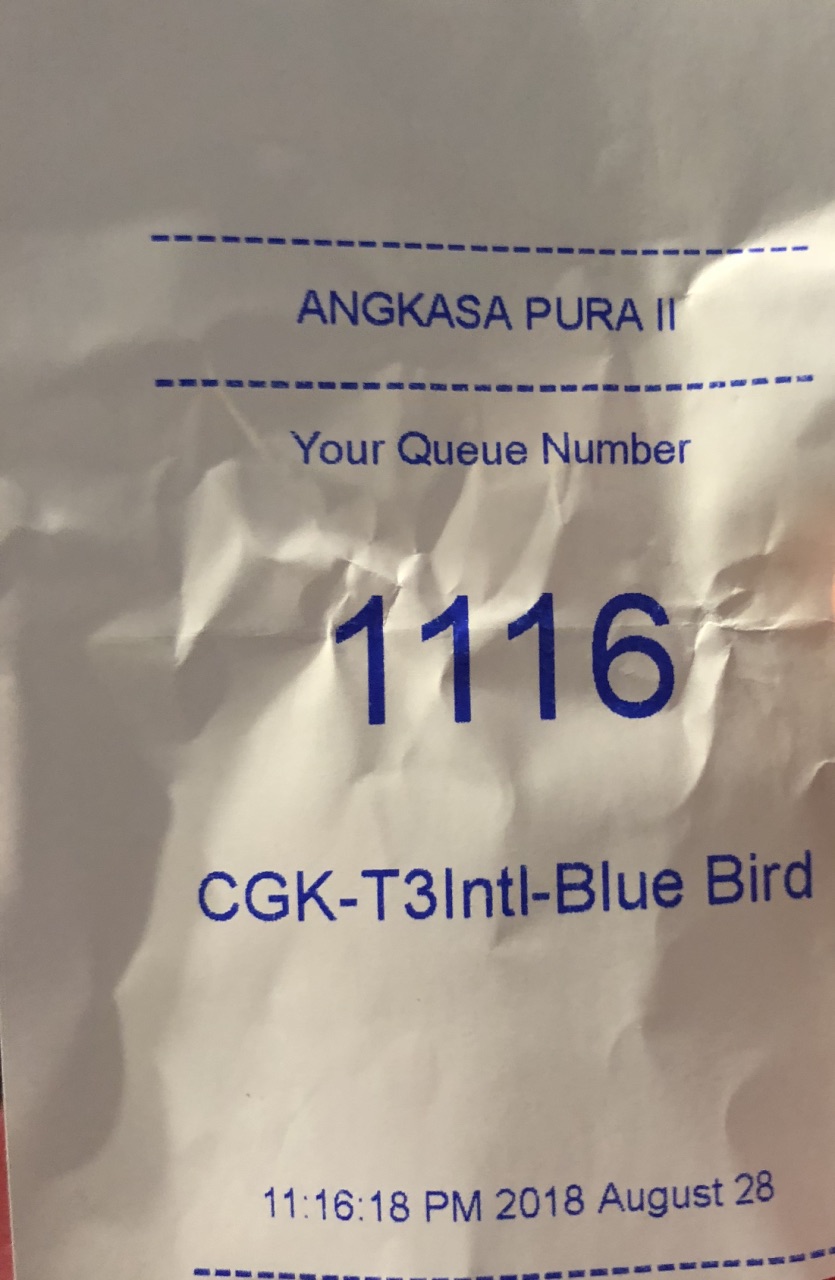 ANGKASA PURA II
Your Queue Number
1116
CGK-T3Intl-Blue Bird
11:16:18 PM 2018 August 28